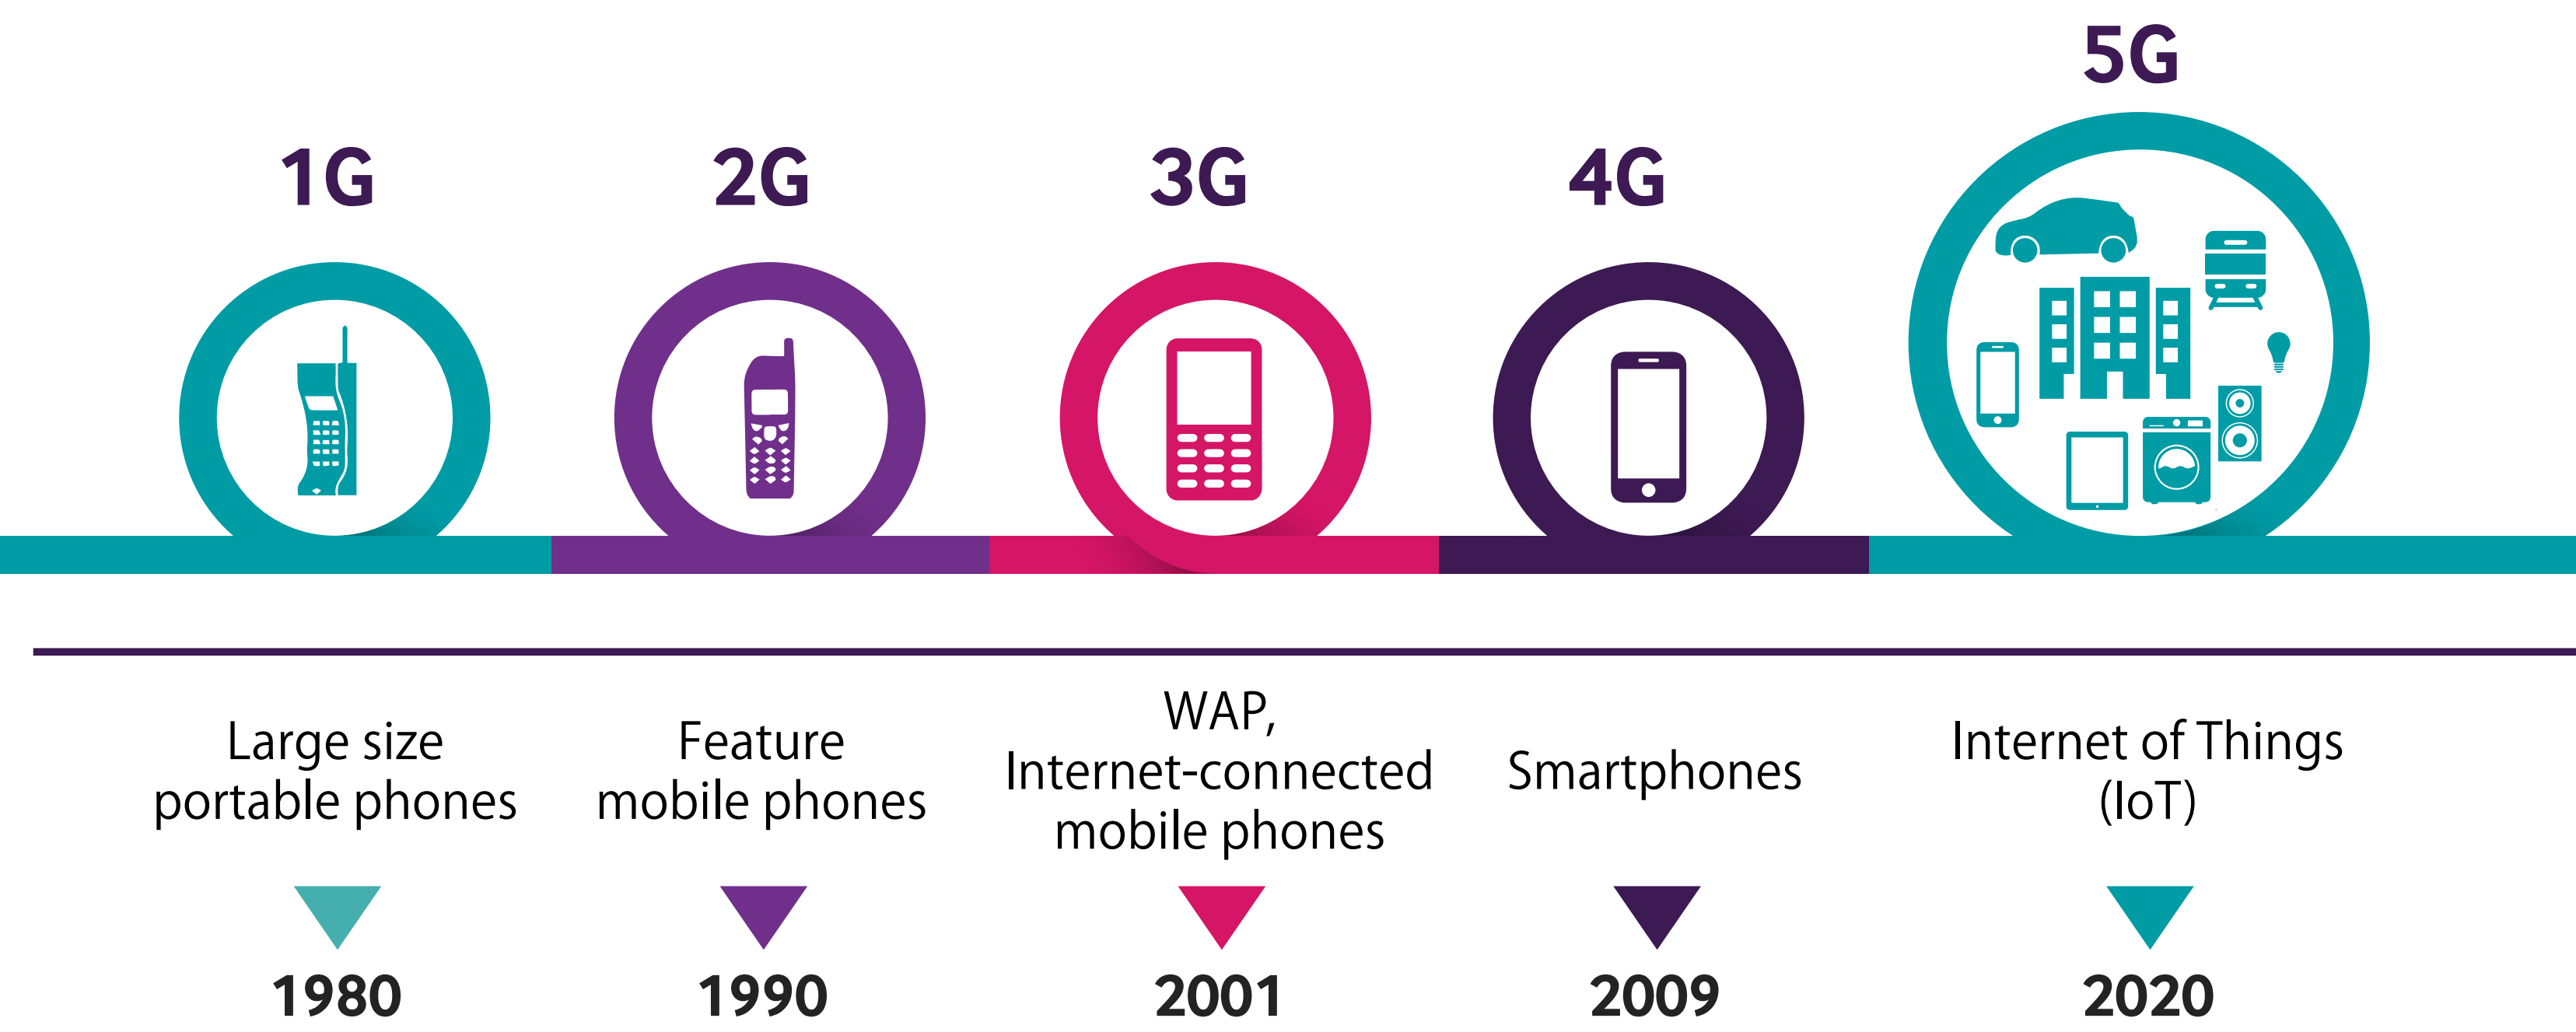 1G
2G
3G
4G
5G
Large size
portable phones
Feature
mobile phones
WAP,
Internet-connected
mobile phones
Smartphones
Internet of Things
(IoT)
1980
1990
2001
2009
2020